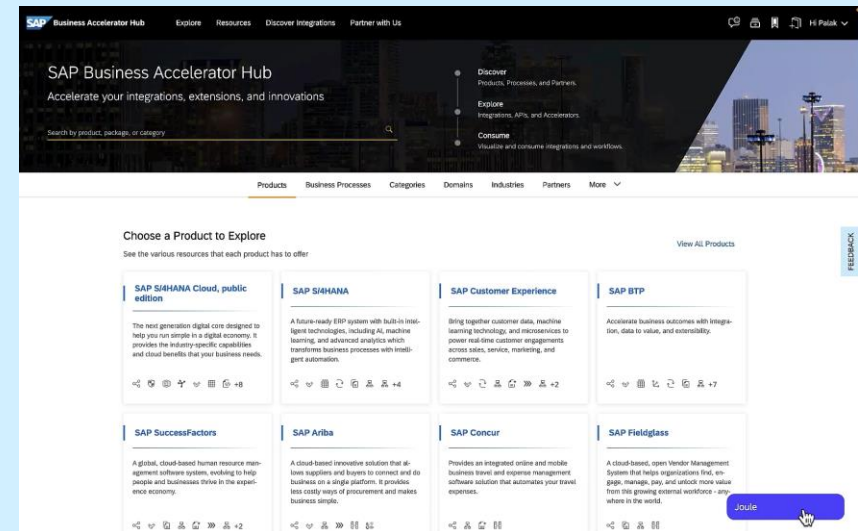 SAP Business Accelerator Hub Explore Resources Discover Integrations Partner with Us Hi Palak
SAP Business Accelerator Hub
Accelerate your integrations, extensions, and innovations
Search by product, package, or category
Discover
Products, Processes, and Partners.
Explore
Integrations, APIs, and Accelerators.
Consume
Visualize and consume integrations and workflows.
Products Business Processes Categories Domains Industries Partners More
FEEDBACK
Choose a Product to Explore
See the various resources that each product has to offer
View All Products
SAP S/4HANA Cloud, public
edition
The next generation digital core designed to
help you run simple in a digital economy. It
provides the industry-specific capabilities
and cloud benefits that your business needs.
+8
SAP S/4HANA
A future-ready ERP system with built-in intel-
ligent technologies, including AI, machine
learning, and advanced analytics which
transforms business processes with intelli-
gent automation.
+4
SAP Customer Experience
Bring together customer data, machine
learning technology, and microservices to
power real-time customer engagements
across sales, service, marketing, and
commerce.
+2
SAP BTP
Accelerate business outcomes with integra-
tion, data to value, and extensibility.
+7
SAP SuccessFactors
A global, cloud-based human resource man-
agement software system, evolving to help
people and businesses thrive in the experi-
ence economy.
+2
SAP Ariba
A cloud-based innovative solution that al-
lows suppliers and buyers to connect and do
business on a single platform. It provides
less costly ways of procurement and makes
business simple.
SAP Concur
Provides an integrated online and mobile
business travel and expense management
software solution that automates your travel
expenses.
SAP Fieldglass
A cloud-based, open Vendor Management
System that helps organizations find, en-
gage, manage, pay, and unlock more value
from this growing external workforce - any-
where in the world.
Joule